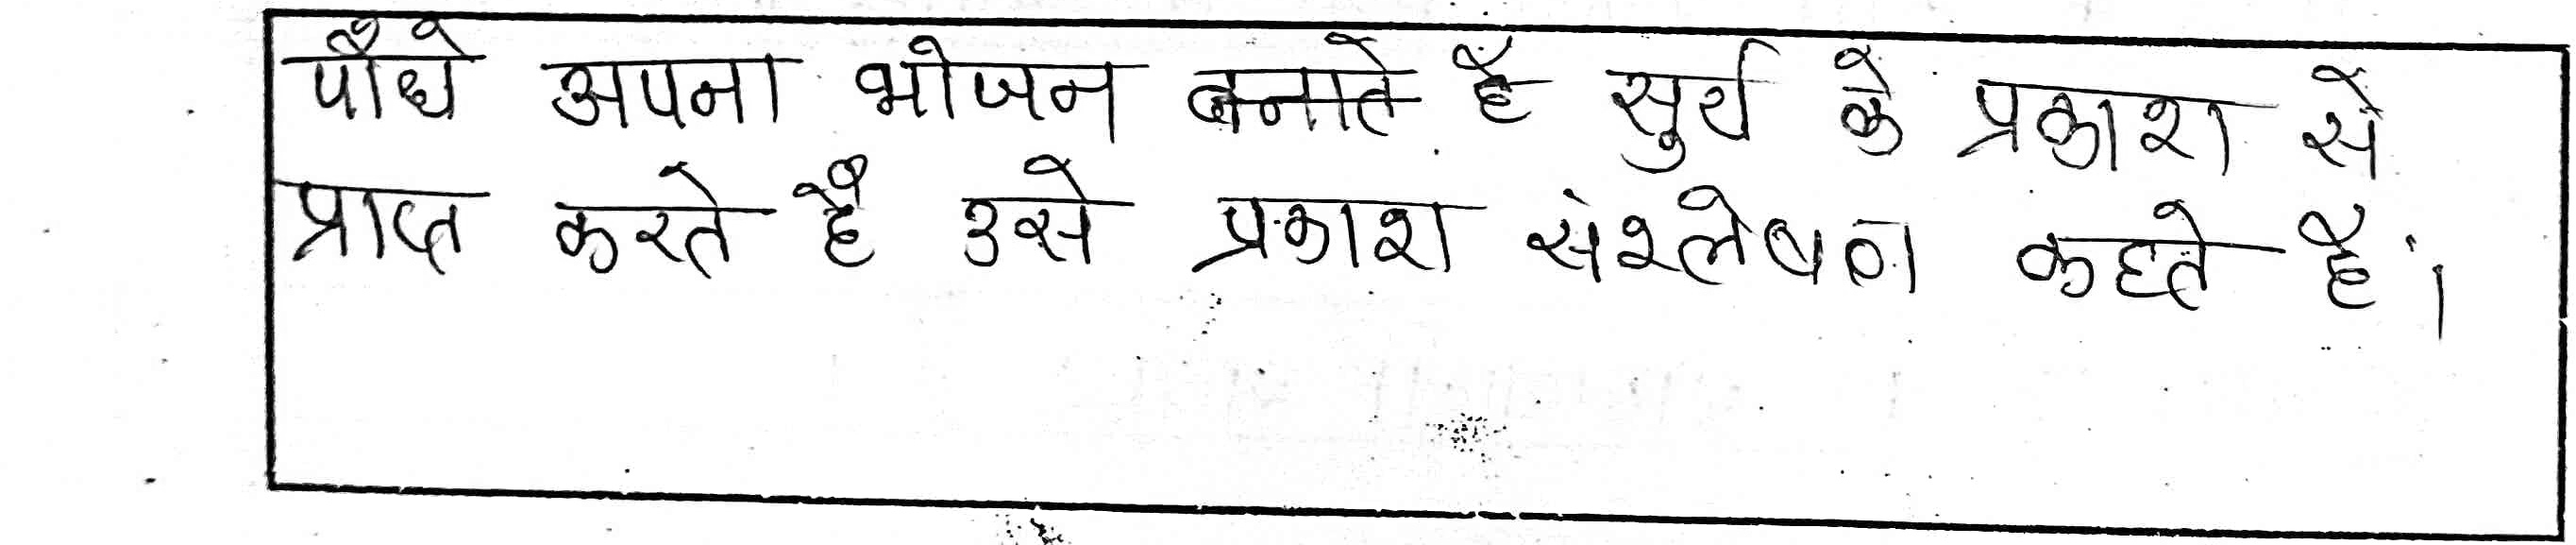 पौधे अपना भोजन बनाते है सुर्य के प्रकाश से
प्राप्त करते है उसे प्रकाश संश्लेषण कहते है।